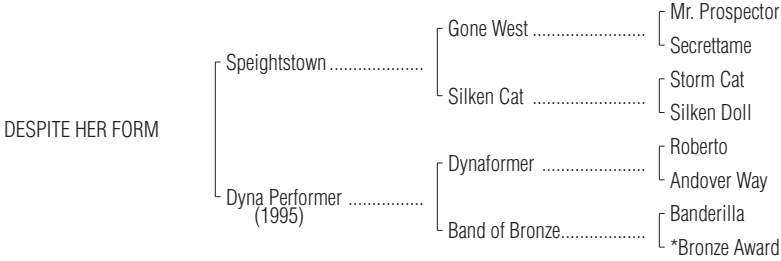 Mr. Prospector
Gone West ........................
Secrettame
Speightstown ....................
Storm Cat
Silken Cat ........................
Silken Doll
DESPITE HER FORM
Roberto
Dynaformer ......................
Andover Way
Dyna Performer ................
(1995)
Banderilla
Band of Bronze..................
*Bronze Award